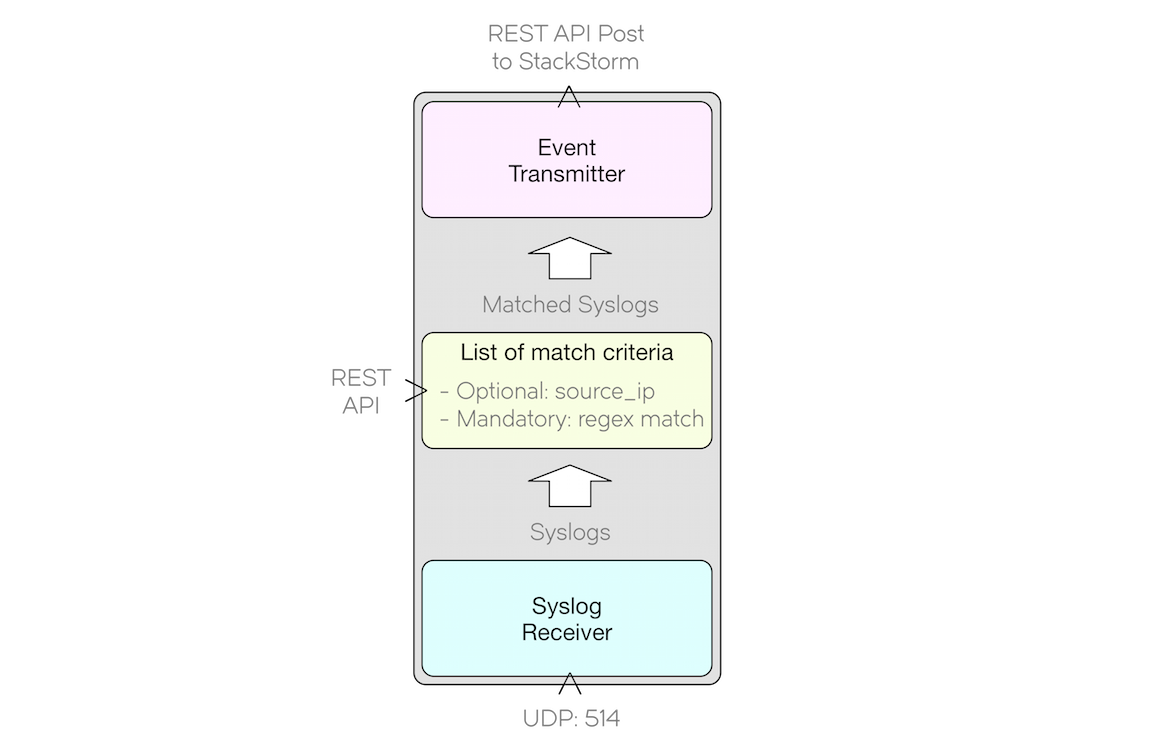 REST API Post
to StackStorm
Event
Transmitter
Matched Syslogs
List of match criteria
REST
API
- Optional: source_ip
- Mandatory: regex match
Syslogs
Syslog
Receiver
UDP: 514